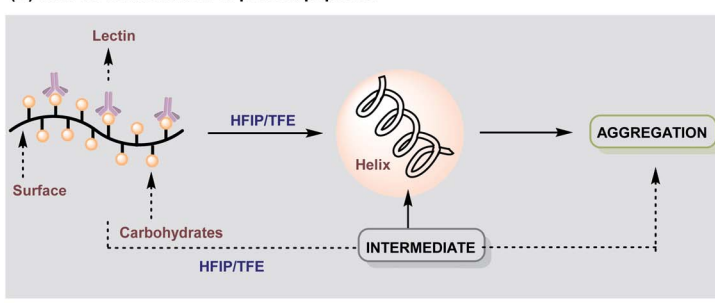 Lectin
HFIP/TFE
AGGREGATION
Helix
Surface
Carbohydrates
INTERMEDIATE
HFIP/TFE